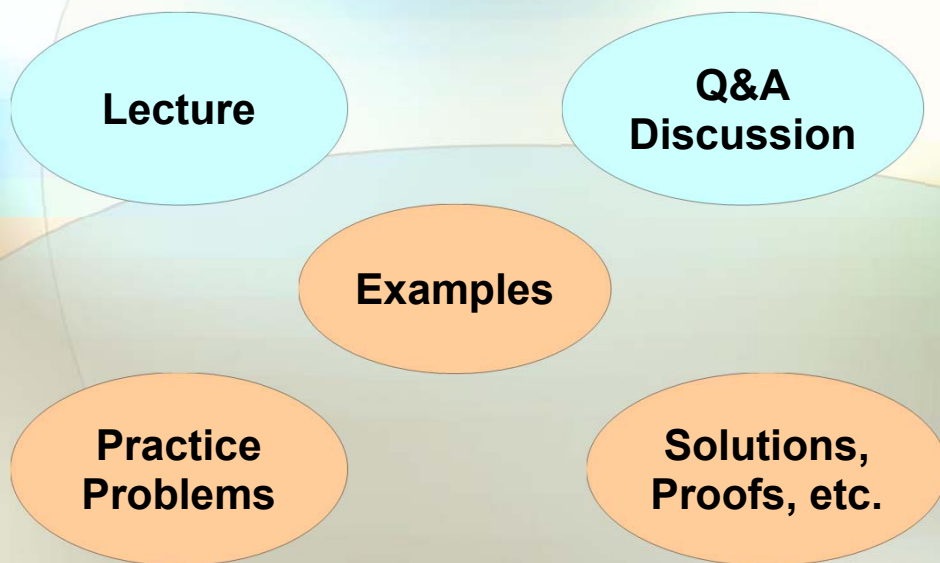 Lecture
Q&A
Discussion
Examples
Practice
Problems
Solutions,
Proofs, etc.